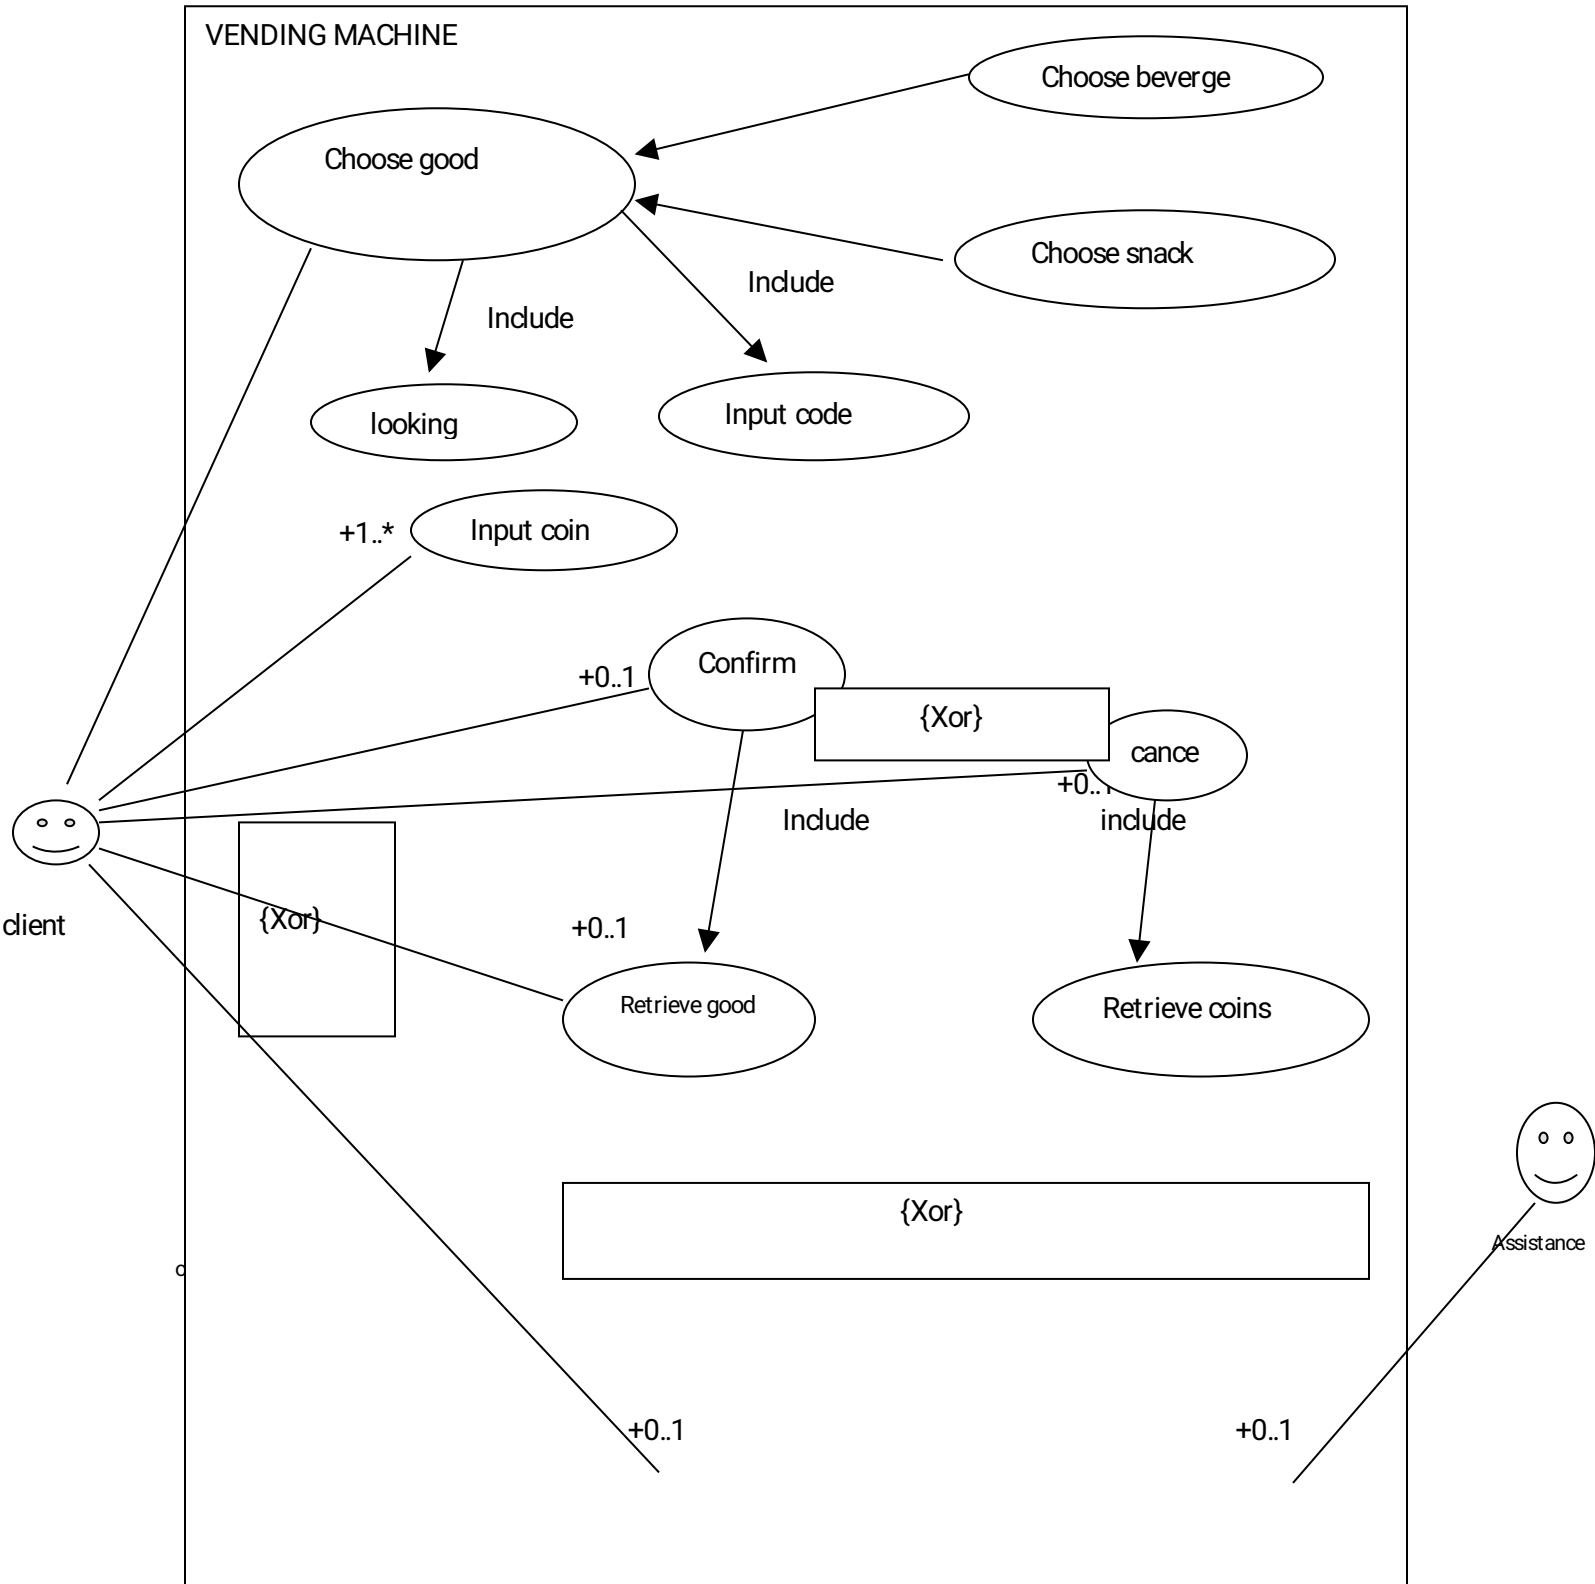 VENDING MACHINE
Choose beverge
Choose good
Choose snack
Include
Include
looking
Input code
+1..*
Input coin
Confirm
+0..1
{Xor}
cance
+0..1
Include
include
{Xor}
client
+0..1
Retrieve good
Retrieve coins
{Xor}
Assistance
c
+0..1
+0..1